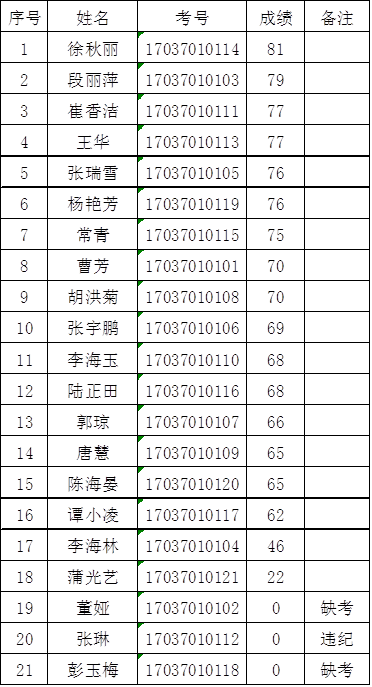 序号 姓名 考号 成绩 备注
1 徐秋丽 17037010114 81
2 段丽萍 17037010103 79
3 崔香洁 17037010111 77
4 王华 17037010113 77
5 张瑞雪 17037010105 76
6 杨艳芳 17037010119 76
7 常青 17037010115 75
8 曹芳 17037010101 70
9 胡洪菊 17037010108 70
10 张宇鹏 17037010106 69
11 李海玉 17037010110 68
12 陆正田 17037010116 68
13 郭琼 17037010107 66
14 唐慧 17037010109 65
15 陈海晏 17037010120 65
16 谭小凌 17037010117 62
17 李海林 17037010104 46
18 蒲光艺 17037010121 22
19 董娅 17037010102 0 缺考
20 张琳 17037010112 0 违纪
21 彭玉梅 17037010118 0 缺考